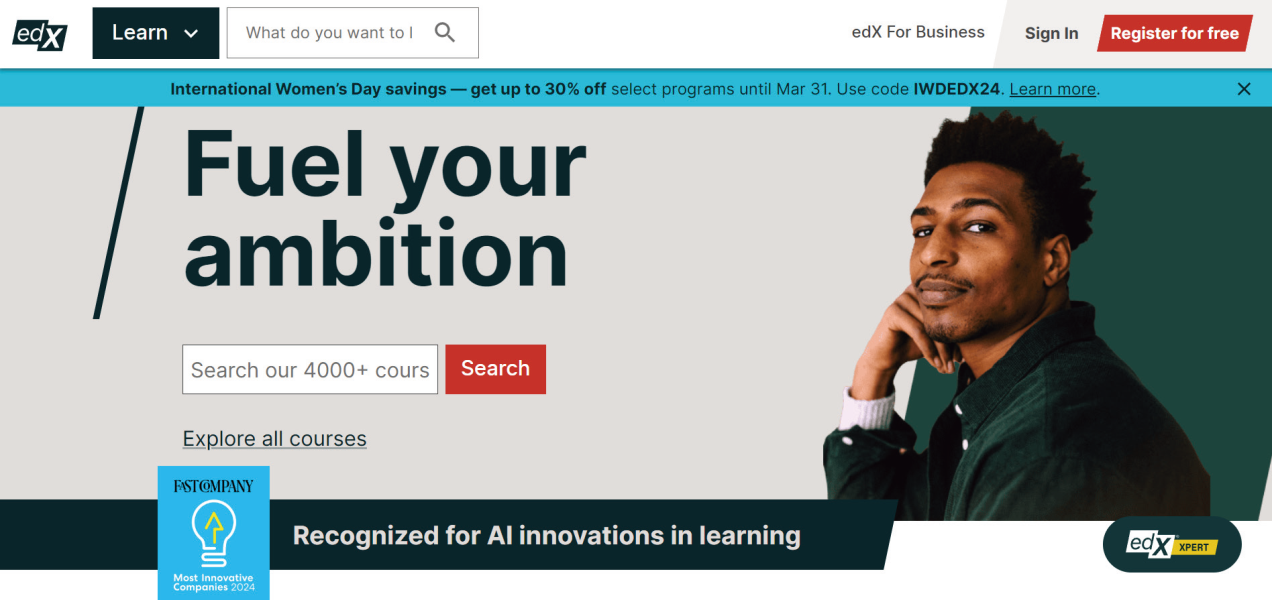 edX
Learn
What do you want to l
edX For Business
Sign In
Register for free
International Women's Day savings — get up to 30% off select programs until Mar 31. Use code IWDEDX24. Learn more.
Fuel your
ambition
Search our 4000+ cours
Search
Explore all courses
FAST COMPANY
Most Innovative
Companies 2024
Recognized for AI innovations in learning
edX XPERT